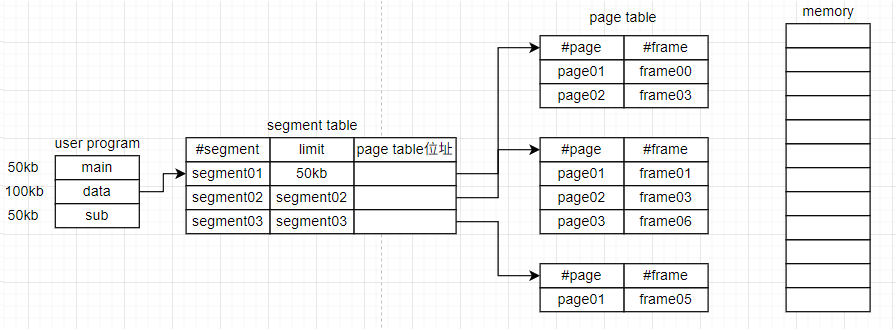 memory
page table
#page #frame
page01 frame00
page02 frame03
segment table
user program
#segment limit page table位址
50kb main
segment01 50kb
100kb data
segment02 segment02
50kb sub
segment03 segment03
#page #frame
page01 frame01
page02 frame03
page03 frame06
#page #frame
page01 frame05